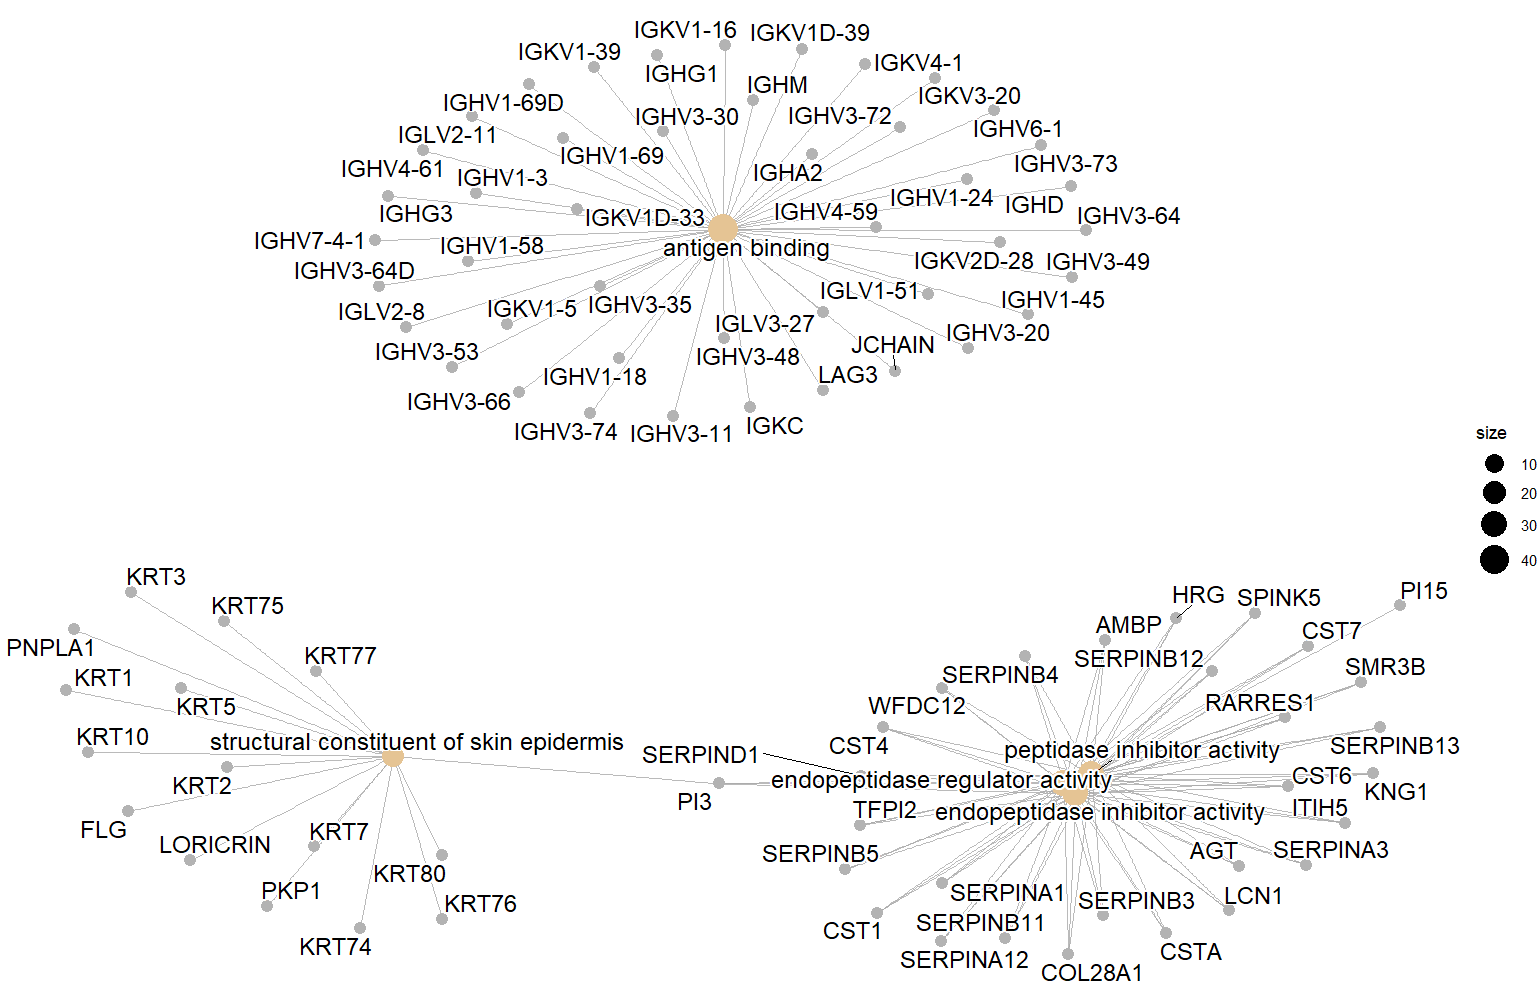 IGKV1-16
IGKV1D-39
IGKV1-39
IGHG1
IGKV4-1
IGHM
IGKV3-20
IGHV1-69D
IGHV3-30
IGHV3-72
IGHV6-1
IGLV2-11
IGHV1-69
IGHV3-73
IGHV4-61
IGHV1-3
IGHA2
IGHV1-24
IGHD
IGHG3
IGKV1D-33
IGHV4-59
IGHV3-64
IGHV7-4-1
IGHV1-58
antigen binding
IGKV2D-28
IGHV3-49
IGHV3-64D
IGLV1-51
IGHV1-45
IGLV2-8
IGKV1-5
IGHV3-35
IGLV3-27
IGHV3-20
IGHV3-53
IGHV3-48
JCHAIN
IGHV1-18
LAG3
IGHV3-66
IGHV3-74
IGHV3-11
IGKC
size
10
20
30
40
KRT3
KRT75
PNPLA1
KRT77
KRT1
KRT5
KRT10
structural constituent of skin epidermis
KRT2
FLG
LORICRIN
KRT7
KRT80
PKP1
KRT76
KRT74
HRG
SPINK5
PI15
AMBP
CST7
SERPINB4
SERPINB12
SMR3B
WFDC12
RARRES1
CST4
SERPINB13
SERPIND1
peptidase inhibitor activity
endopeptidase regulator activity
CST6
KNG1
PI3
TFPI2
endopeptidase inhibitor activity
ITIH5
SERPINB5
AGT
SERPINA3
SERPINA1
SERPINB3
LCN1
CST1
SERPINB11
SERPINA12
COL28A1
CSTA